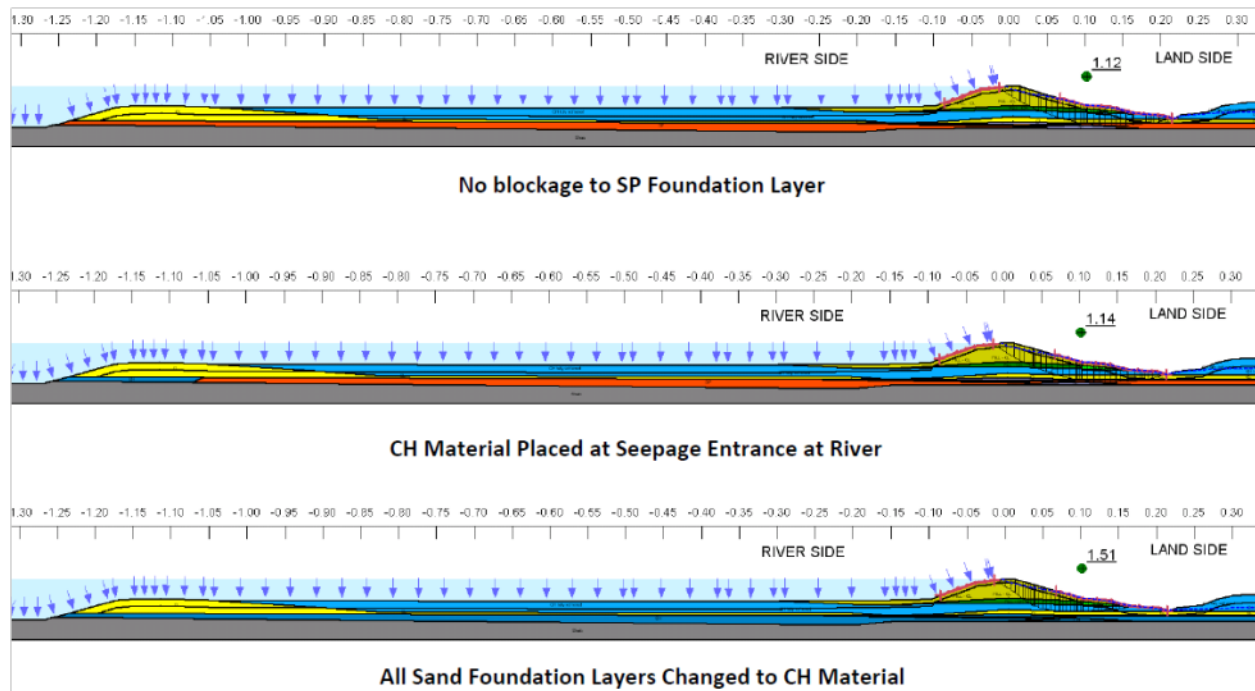 1.30 -1.25 -1.20 -1.15 -1.10 -1.05 -1.00 -0.95 -0.90 -0.85 -0.80 -0.75 -0.70 -0.65 -0.60 -0.55 -0.50 -0.45 -0.40 -0.35 -0.30 -0.25 -0.20 -0.15 -0.10 -0.05 0.00 0.05 0.10 0.15 0.20 0.25 0.30
RIVER SIDE 1.12 LAND SIDE
No blockage to SP Foundation Layer
1.30 -1.25 -1.20 -1.15 -1.10 -1.05 -1.00 -0.95 -0.90 -0.85 -0.80 -0.75 -0.70 -0.65 -0.60 -0.55 -0.50 -0.45 -0.40 -0.35 -0.30 -0.25 -0.20 -0.15 -0.10 -0.05 0.00 0.05 0.10 0.15 0.20 0.25 0.30
RIVER SIDE 1.14 LAND SIDE
CH Material Placed at Seepage Entrance at River
1.30 -1.25 -1.20 -1.15 -1.10 -1.05 -1.00 -0.95 -0.90 -0.85 -0.80 -0.75 -0.70 -0.65 -0.60 -0.55 -0.50 -0.45 -0.40 -0.35 -0.30 -0.25 -0.20 -0.15 -0.10 -0.05 0.00 0.05 0.10 0.15 0.20 0.25 0.30
RIVER SIDE 1.51 LAND SIDE
All Sand Foundation Layers Changed to CH Material